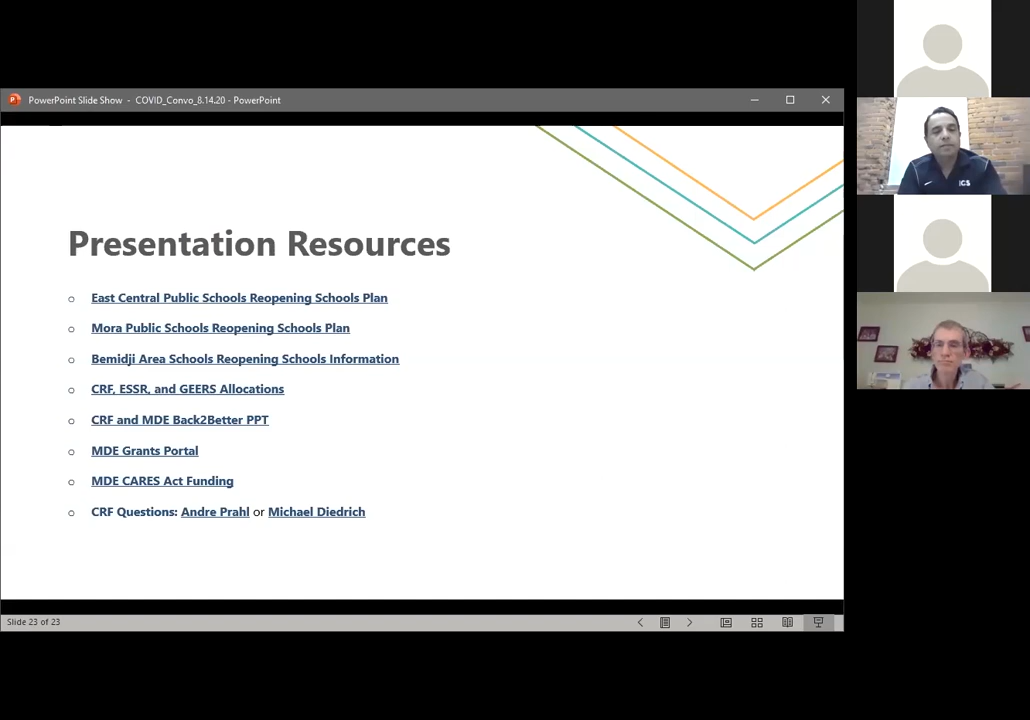 PowerPoint Slide Show - COVID_Convo_8.14.20 - PowerPoint
Presentation Resources
East Central Public Schools Reopening Schools Plan
Mora Public Schools Reopening Schools Plan
Bemidji Area Schools Reopening Schools Information
CRF, ESSR, and GEERS Allocations
CRF and MDE Back2Better PPT
MDE Grants Portal
MDE CARES Act Funding
CRF Questions: Andre Prahl or Michael Diedrich
Slide 23 of 23